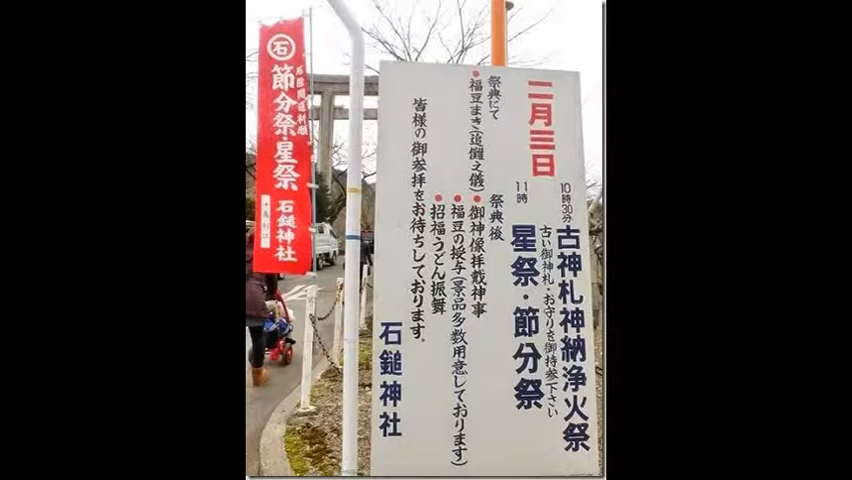 二月三日
10時30分
古神札神納浄火祭
古い御神札・お守りを御持参下さい
11時
星祭・節分祭
祭典にて
●福豆まき(追儺之儀)
祭典後
●御神像拝戴神事
●福豆の授与(景品多数用意しております)
●招福うどん振舞
皆様の御参拝をお待ちしております。
石鎚神社
石
節分祭・星祭
石鎚神社